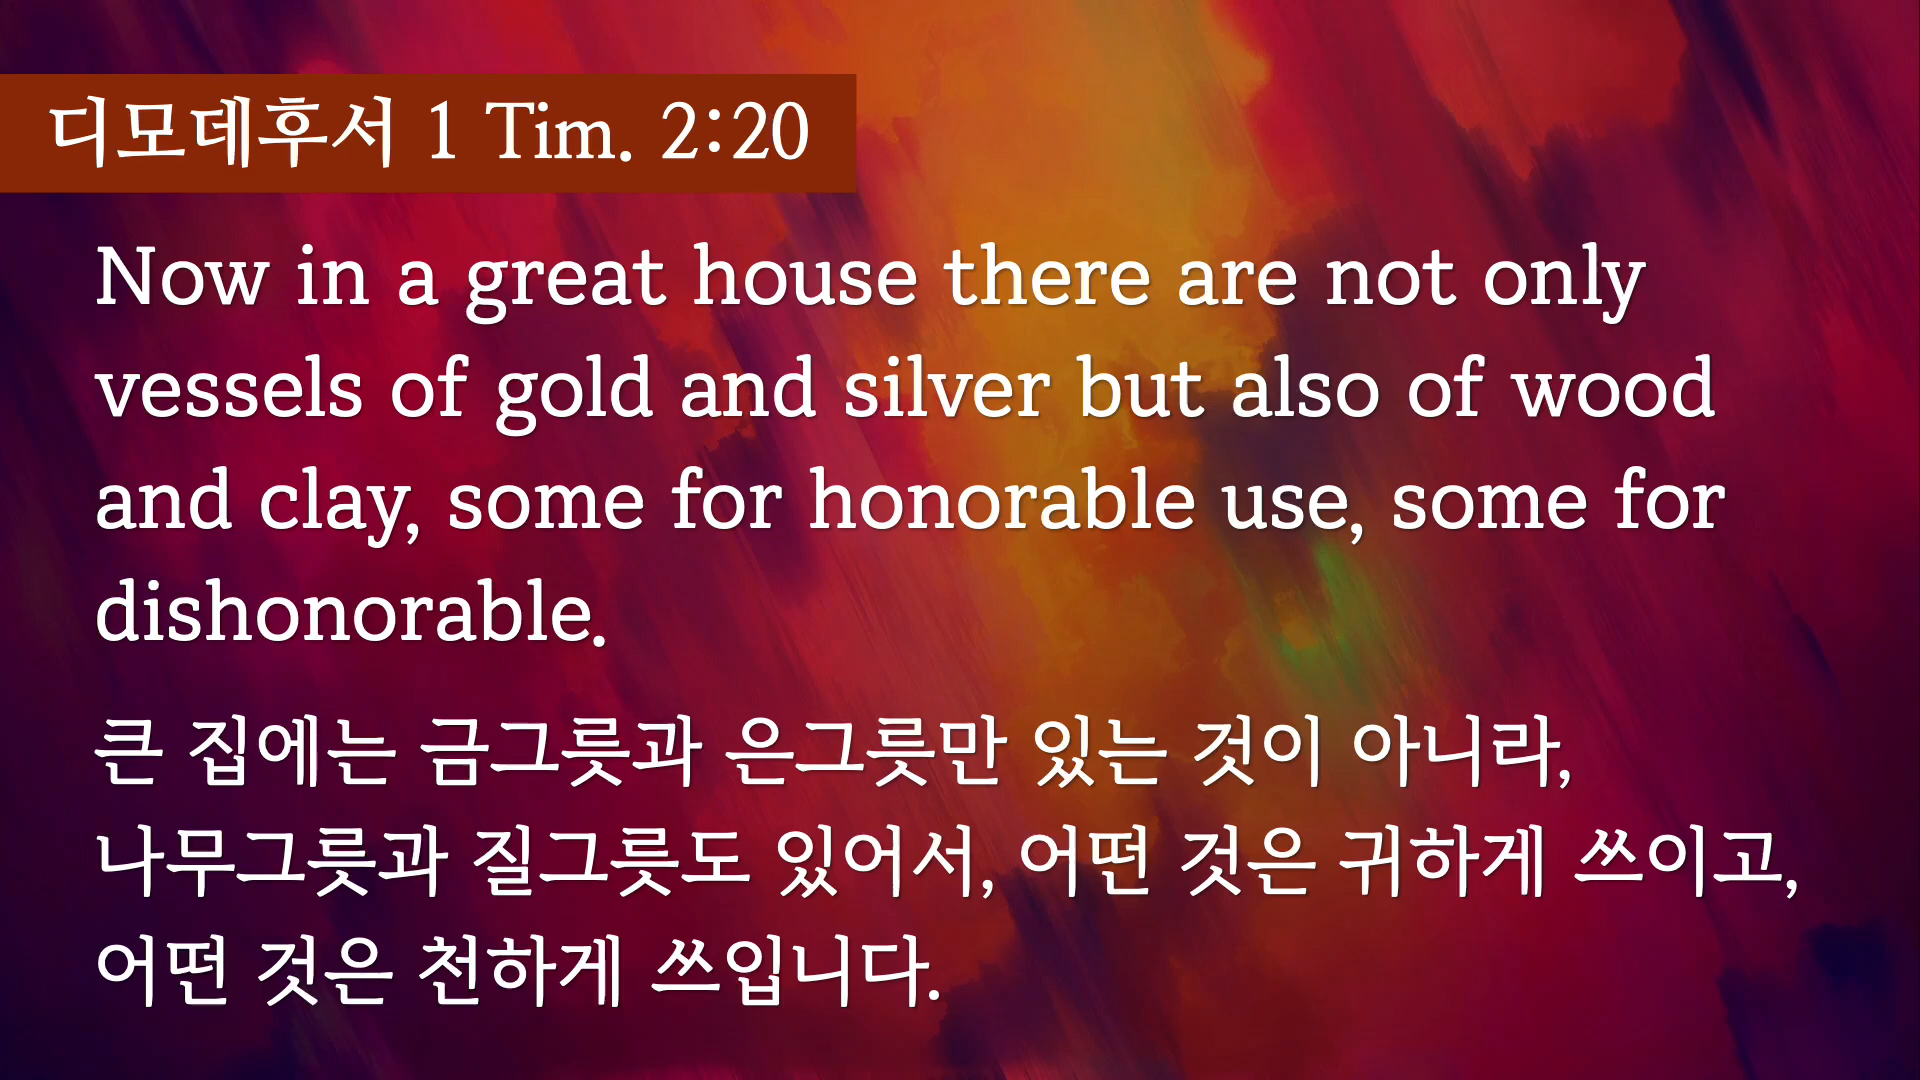 디모데후서 1 Tim. 2:20
Now in a great house there are not only
vessels of gold and silver but also of wood
and clay, some for honorable use, some for
dishonorable.
큰 집에는 금그릇과 은그릇만 있는 것이 아니라,
나무그릇과 질그릇도 있어서, 어떤 것은 귀하게 쓰이고,
어떤 것은 천하게 쓰입니다.